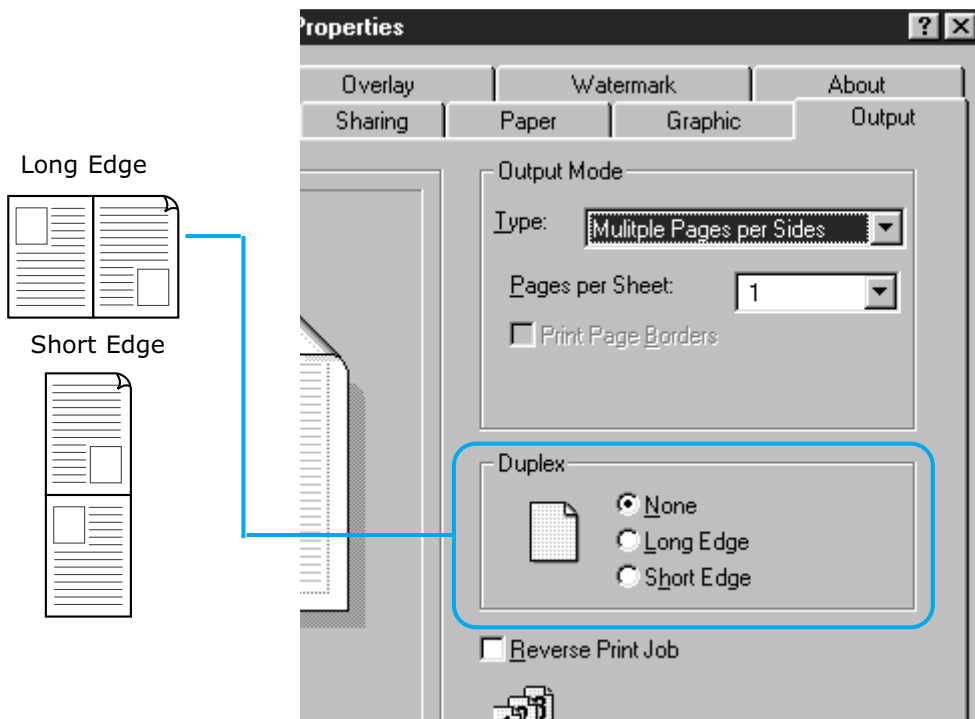 Properties
Overlay Watermark About
Sharing Paper Graphic Output
Long Edge
Short Edge
Output Mode
Type: Mulitple Pages per Sides
Pages per Sheet: 1
Print Page Borders
Duplex
None
Long Edge
Short Edge
Reverse Print Job